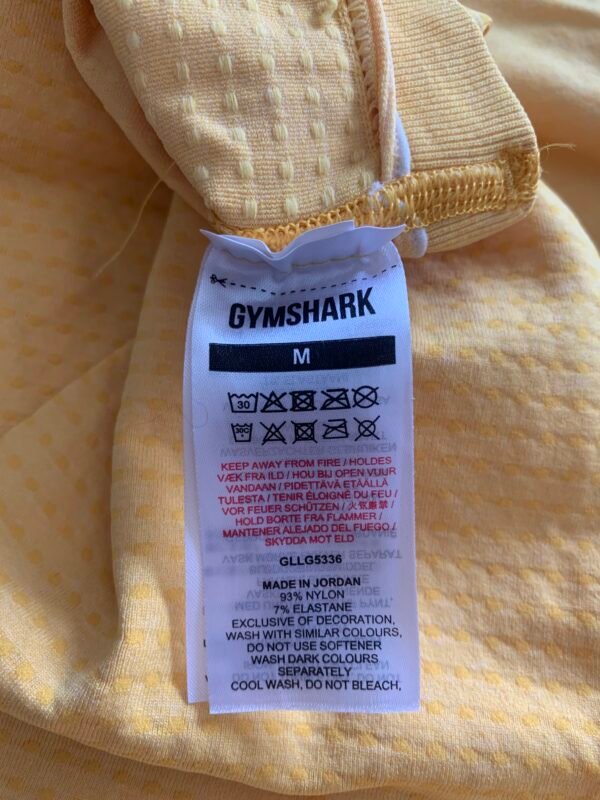 GYMSHARK
M
30
30C
KEEP AWAY FROM FIRE / HOLDES
VÆK FRA ILD / HOU BIJ OPEN VUUR
VANDAAN / PIDETTÄVÄ ETÄÄLLÄ
TULESTA / TENIR ÉLOIGNÉ DU FEU /
VOR FEUER SCHÜTZEN / 火気厳禁 /
HOLD BORTE FRA FLAMMER /
MANTENER ALEJADO DEL FUEGO /
SKYDDA MOT ELD
GLLG5336
MADE IN JORDAN
93% NYLON
7% ELASTANE
EXCLUSIVE OF DECORATION,
WASH WITH SIMILAR COLOURS,
DO NOT USE SOFTENER
WASH DARK COLOURS
SEPARATELY
COOL WASH, DO NOT BLEACH,